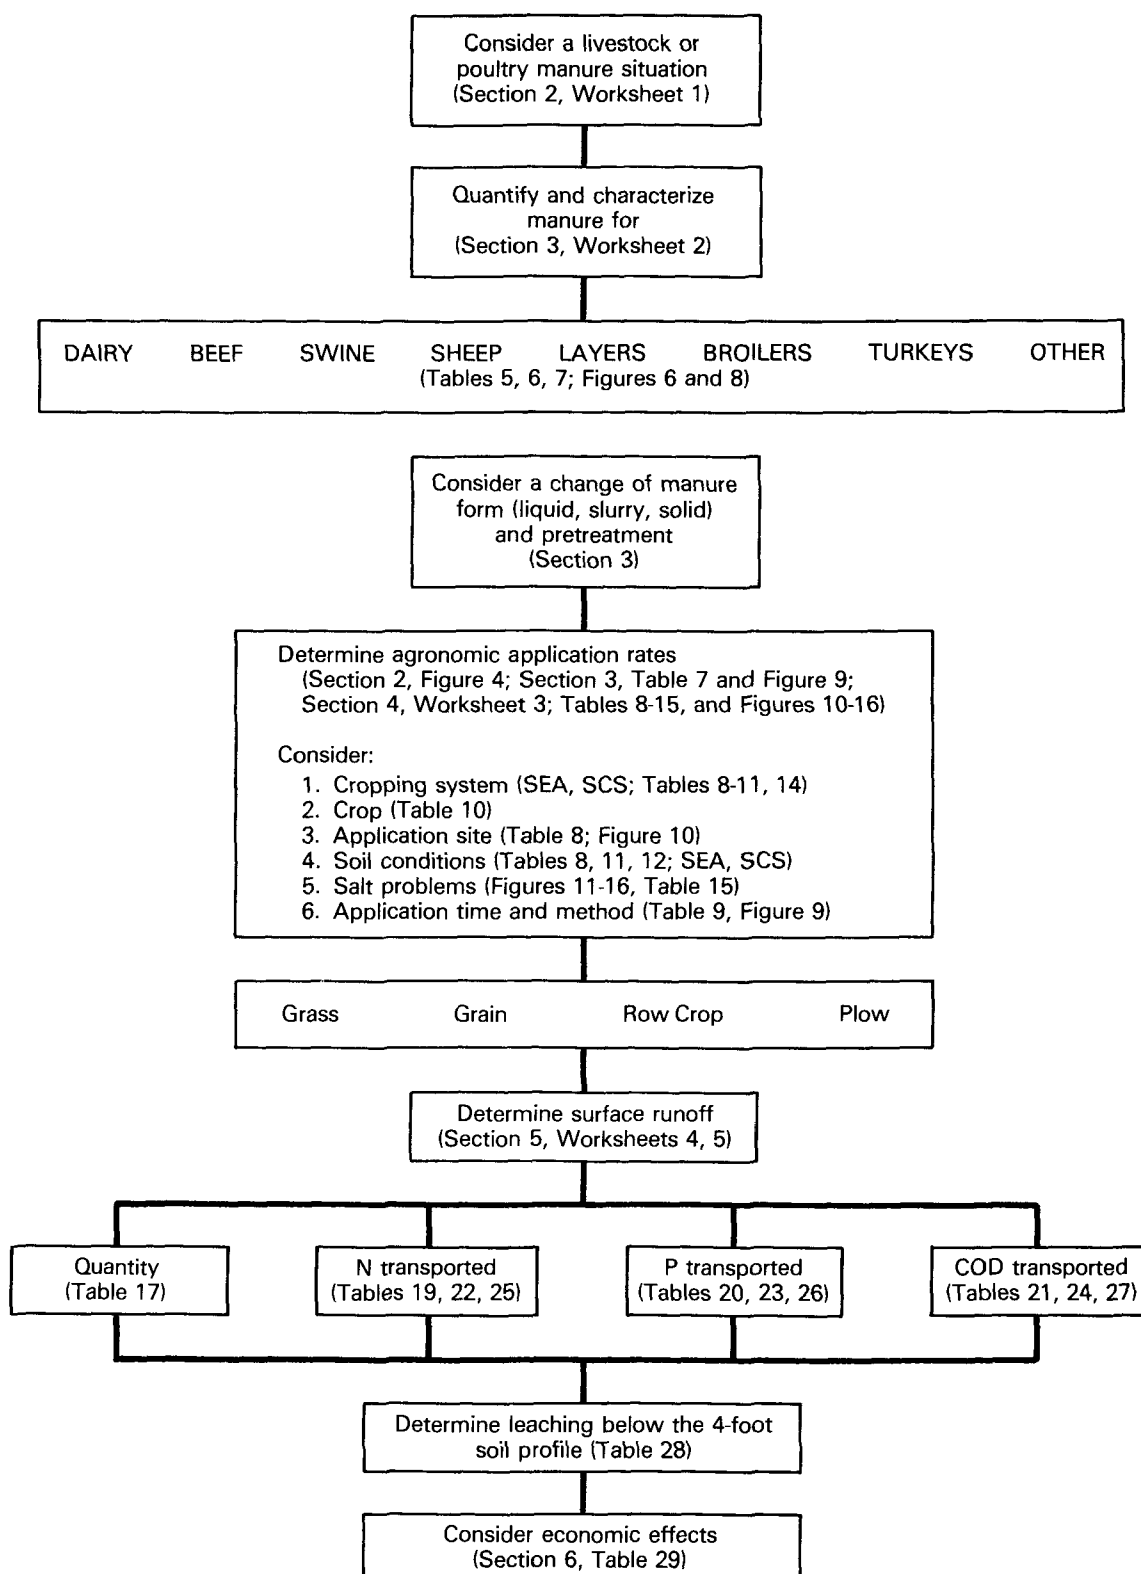 Consider a livestock or
poultry manure situation
(Section 2, Worksheet 1)
Quantify and characterize
manure for
(Section 3, Worksheet 2)
DAIRY BEEF SWINE SHEEP LAYERS BROILERS TURKEYS OTHER
(Tables 5, 6, 7; Figures 6 and 8)
Consider a change of manure
form (liquid, slurry, solid)
and pretreatment
(Section 3)
Determine agronomic application rates
(Section 2, Figure 4; Section 3, Table 7 and Figure 9;
Section 4, Worksheet 3; Tables 8-15, and Figures 10-16)
Consider:
1. Cropping system (SEA, SCS; Tables 8-11, 14)
2. Crop (Table 10)
3. Application site (Table 8; Figure 10)
4. Soil conditions (Tables 8, 11, 12; SEA, SCS)
5. Salt problems (Figures 11-16, Table 15)
6. Application time and method (Table 9, Figure 9)
Grass Grain Row Crop Plow
Determine surface runoff
(Section 5, Worksheets 4, 5)
Quantity
(Table 17)
N transported
(Tables 19, 22, 25)
P transported
(Tables 20, 23, 26)
COD transported
(Tables 21, 24, 27)
Determine leaching below the 4-foot
soil profile (Table 28)
Consider economic effects
(Section 6, Table 29)